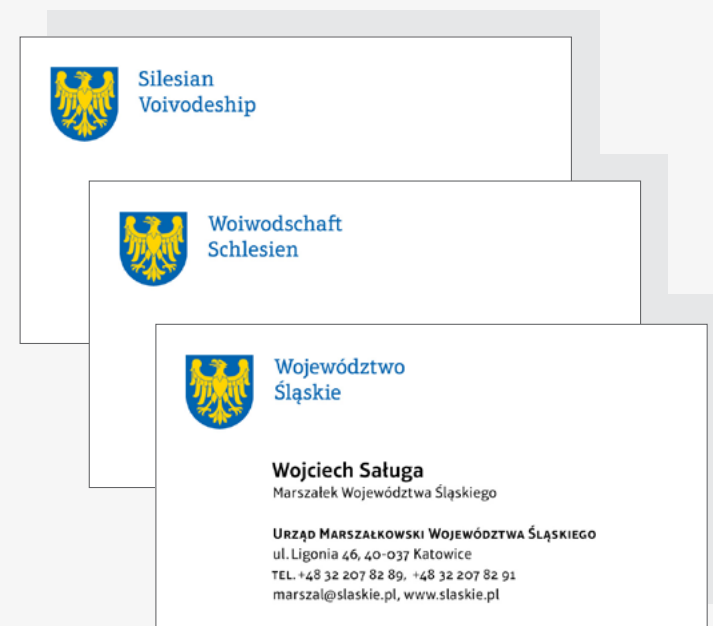 Silesian
Voivodeship
Woiwodschaft
Schlesien
Województwo
Śląskie
Wojciech Saługa
Marszałek Województwa Śląskiego
Urząd Marszałkowski Województwa Śląskiego
ul. Ligonia 46, 40-037 Katowice
TEL. +48 32 207 82 89, +48 32 207 82 91
marszal@slaskie.pl, www.slaskie.pl